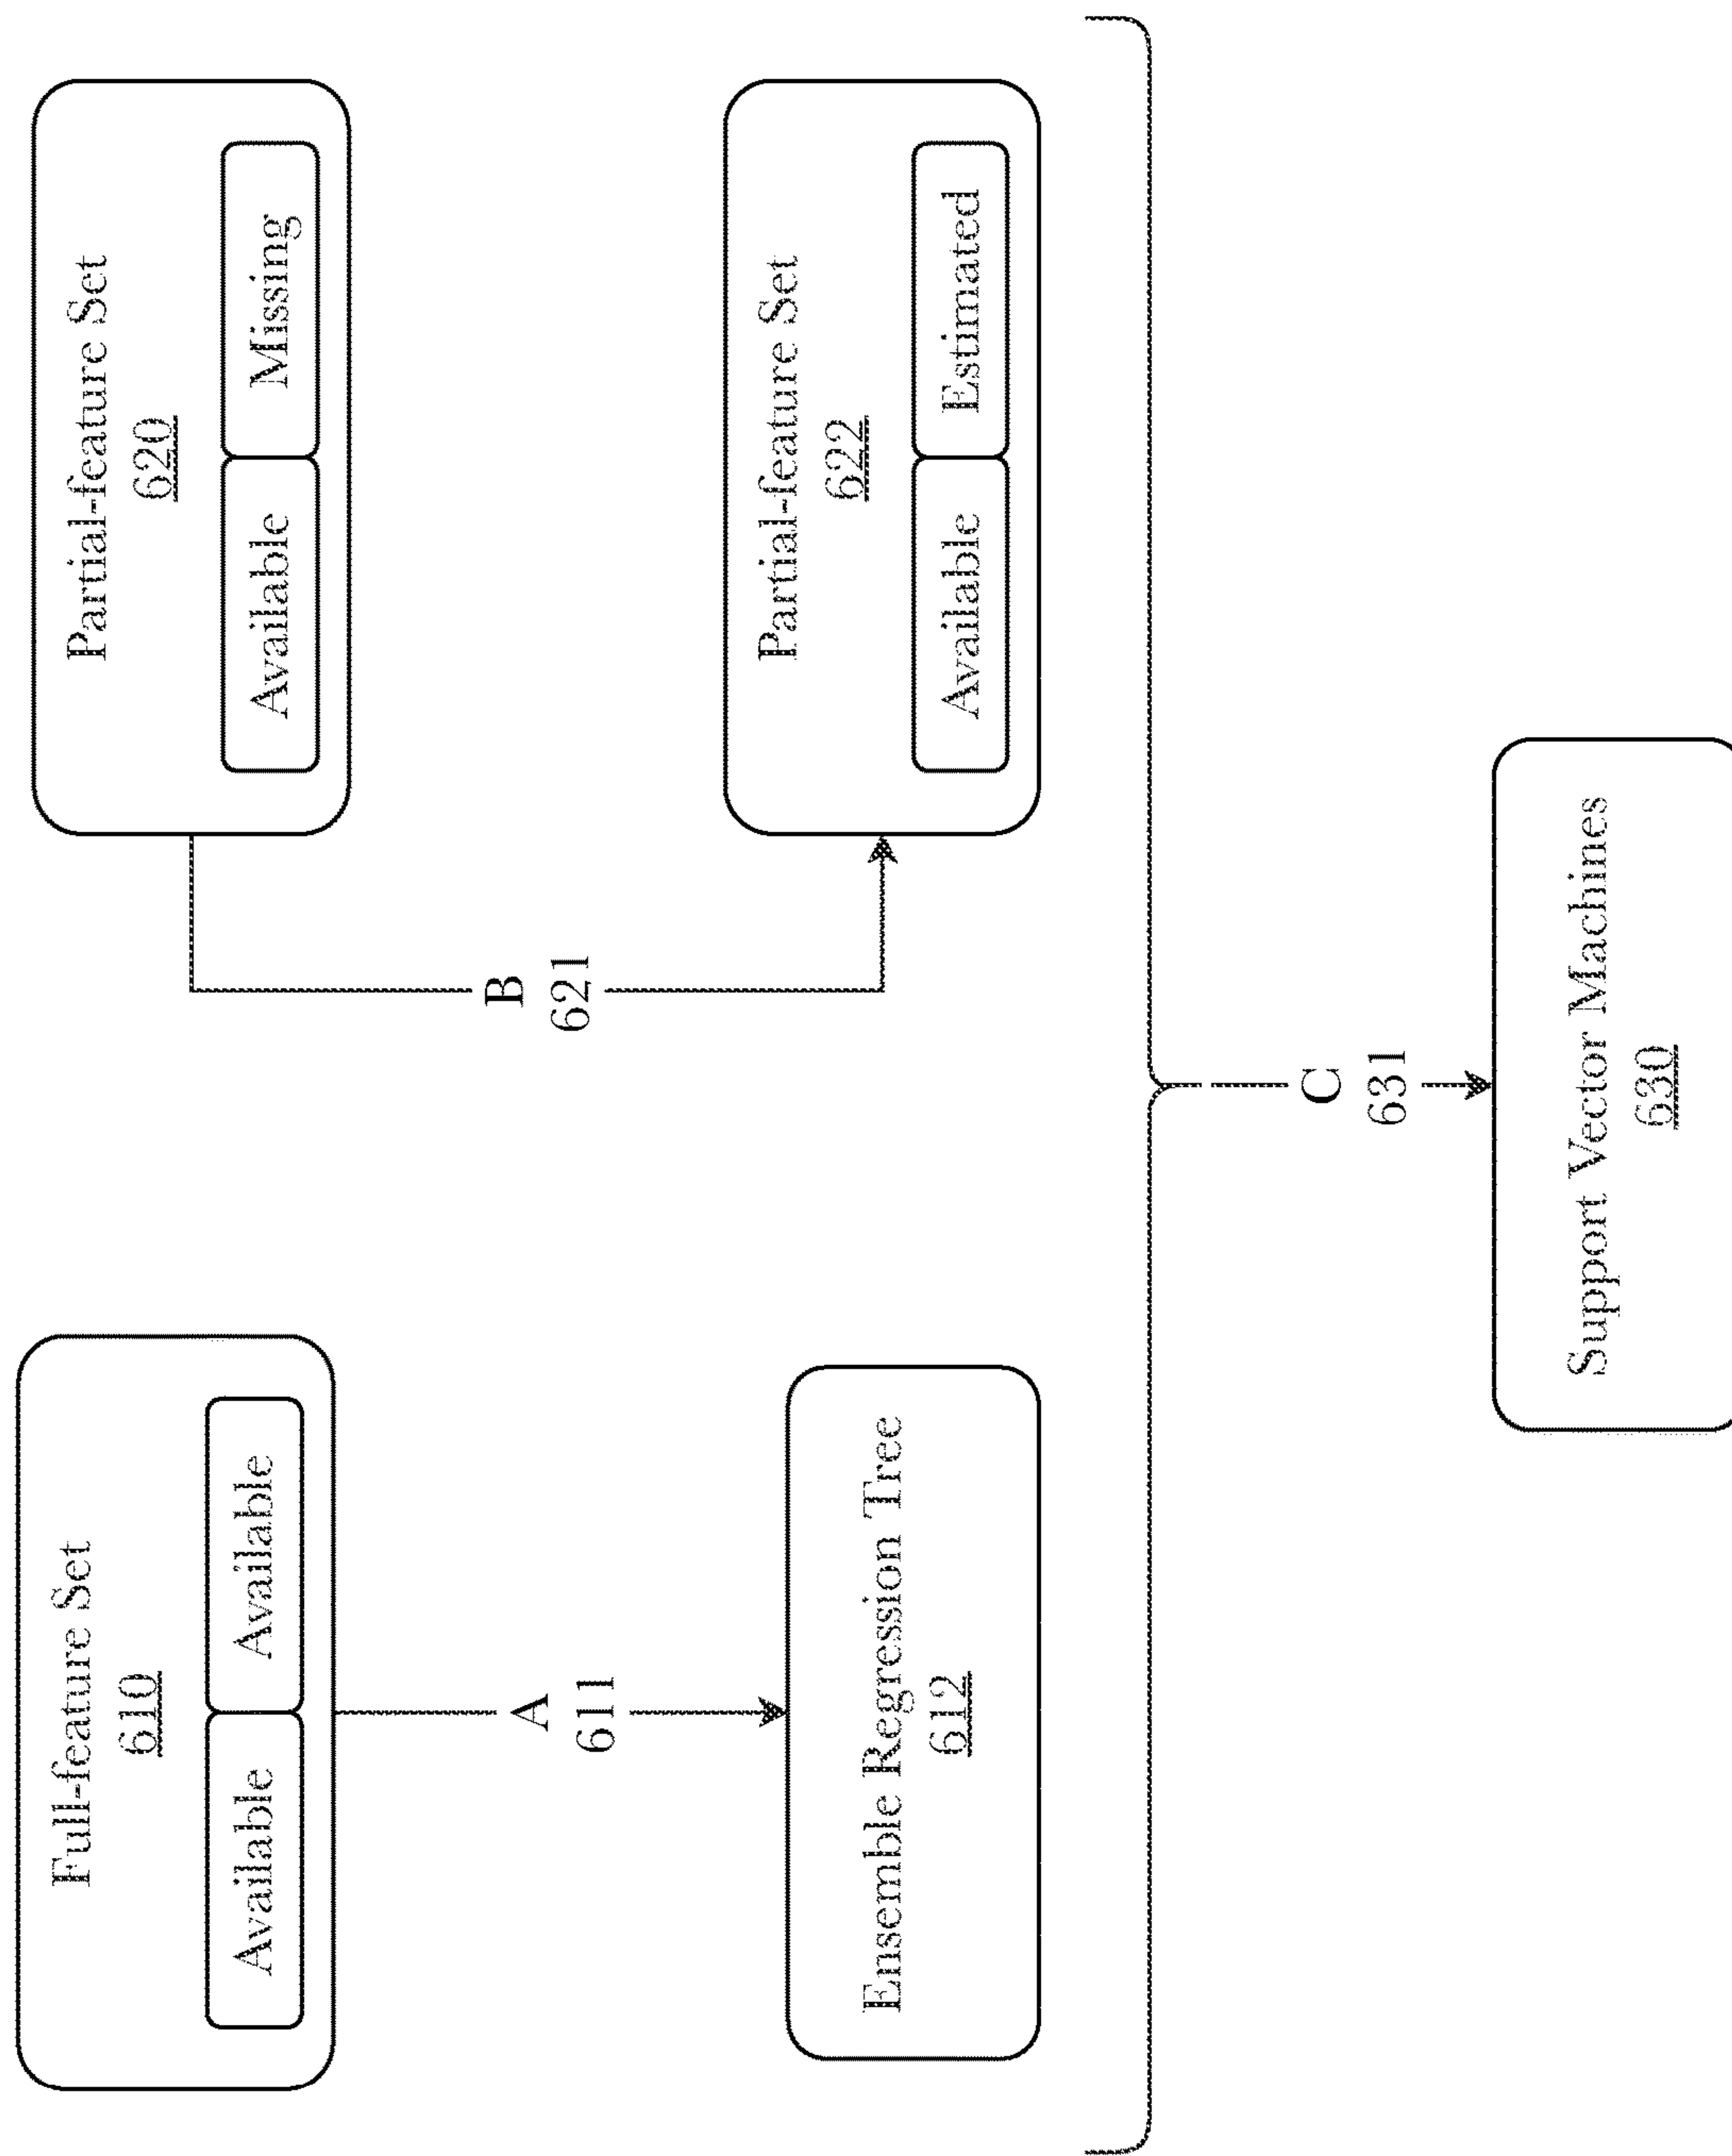 Full-feature Set
610
Available
Available
A
611
Ensemble Regression Tree
612
Partial-feature Set
620
Available
Missing
B
621
Partial-feature Set
622
Available
Estimated
C
631
Support Vector Machines
630